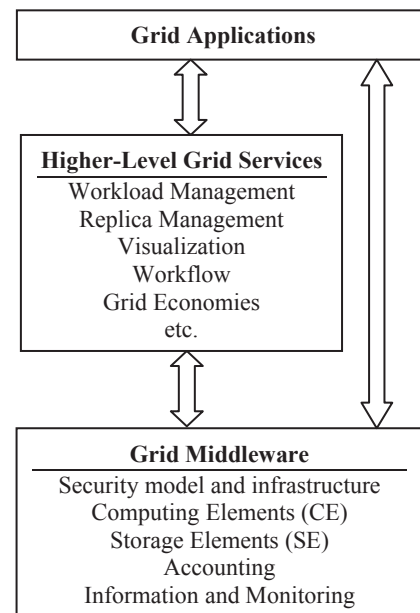 Grid Applications
Higher-Level Grid Services
Workload Management
Replica Management
Visualization
Workflow
Grid Economies
etc.
Grid Middleware
Security model and infrastructure
Computing Elements (CE)
Storage Elements (SE)
Accounting
Information and Monitoring